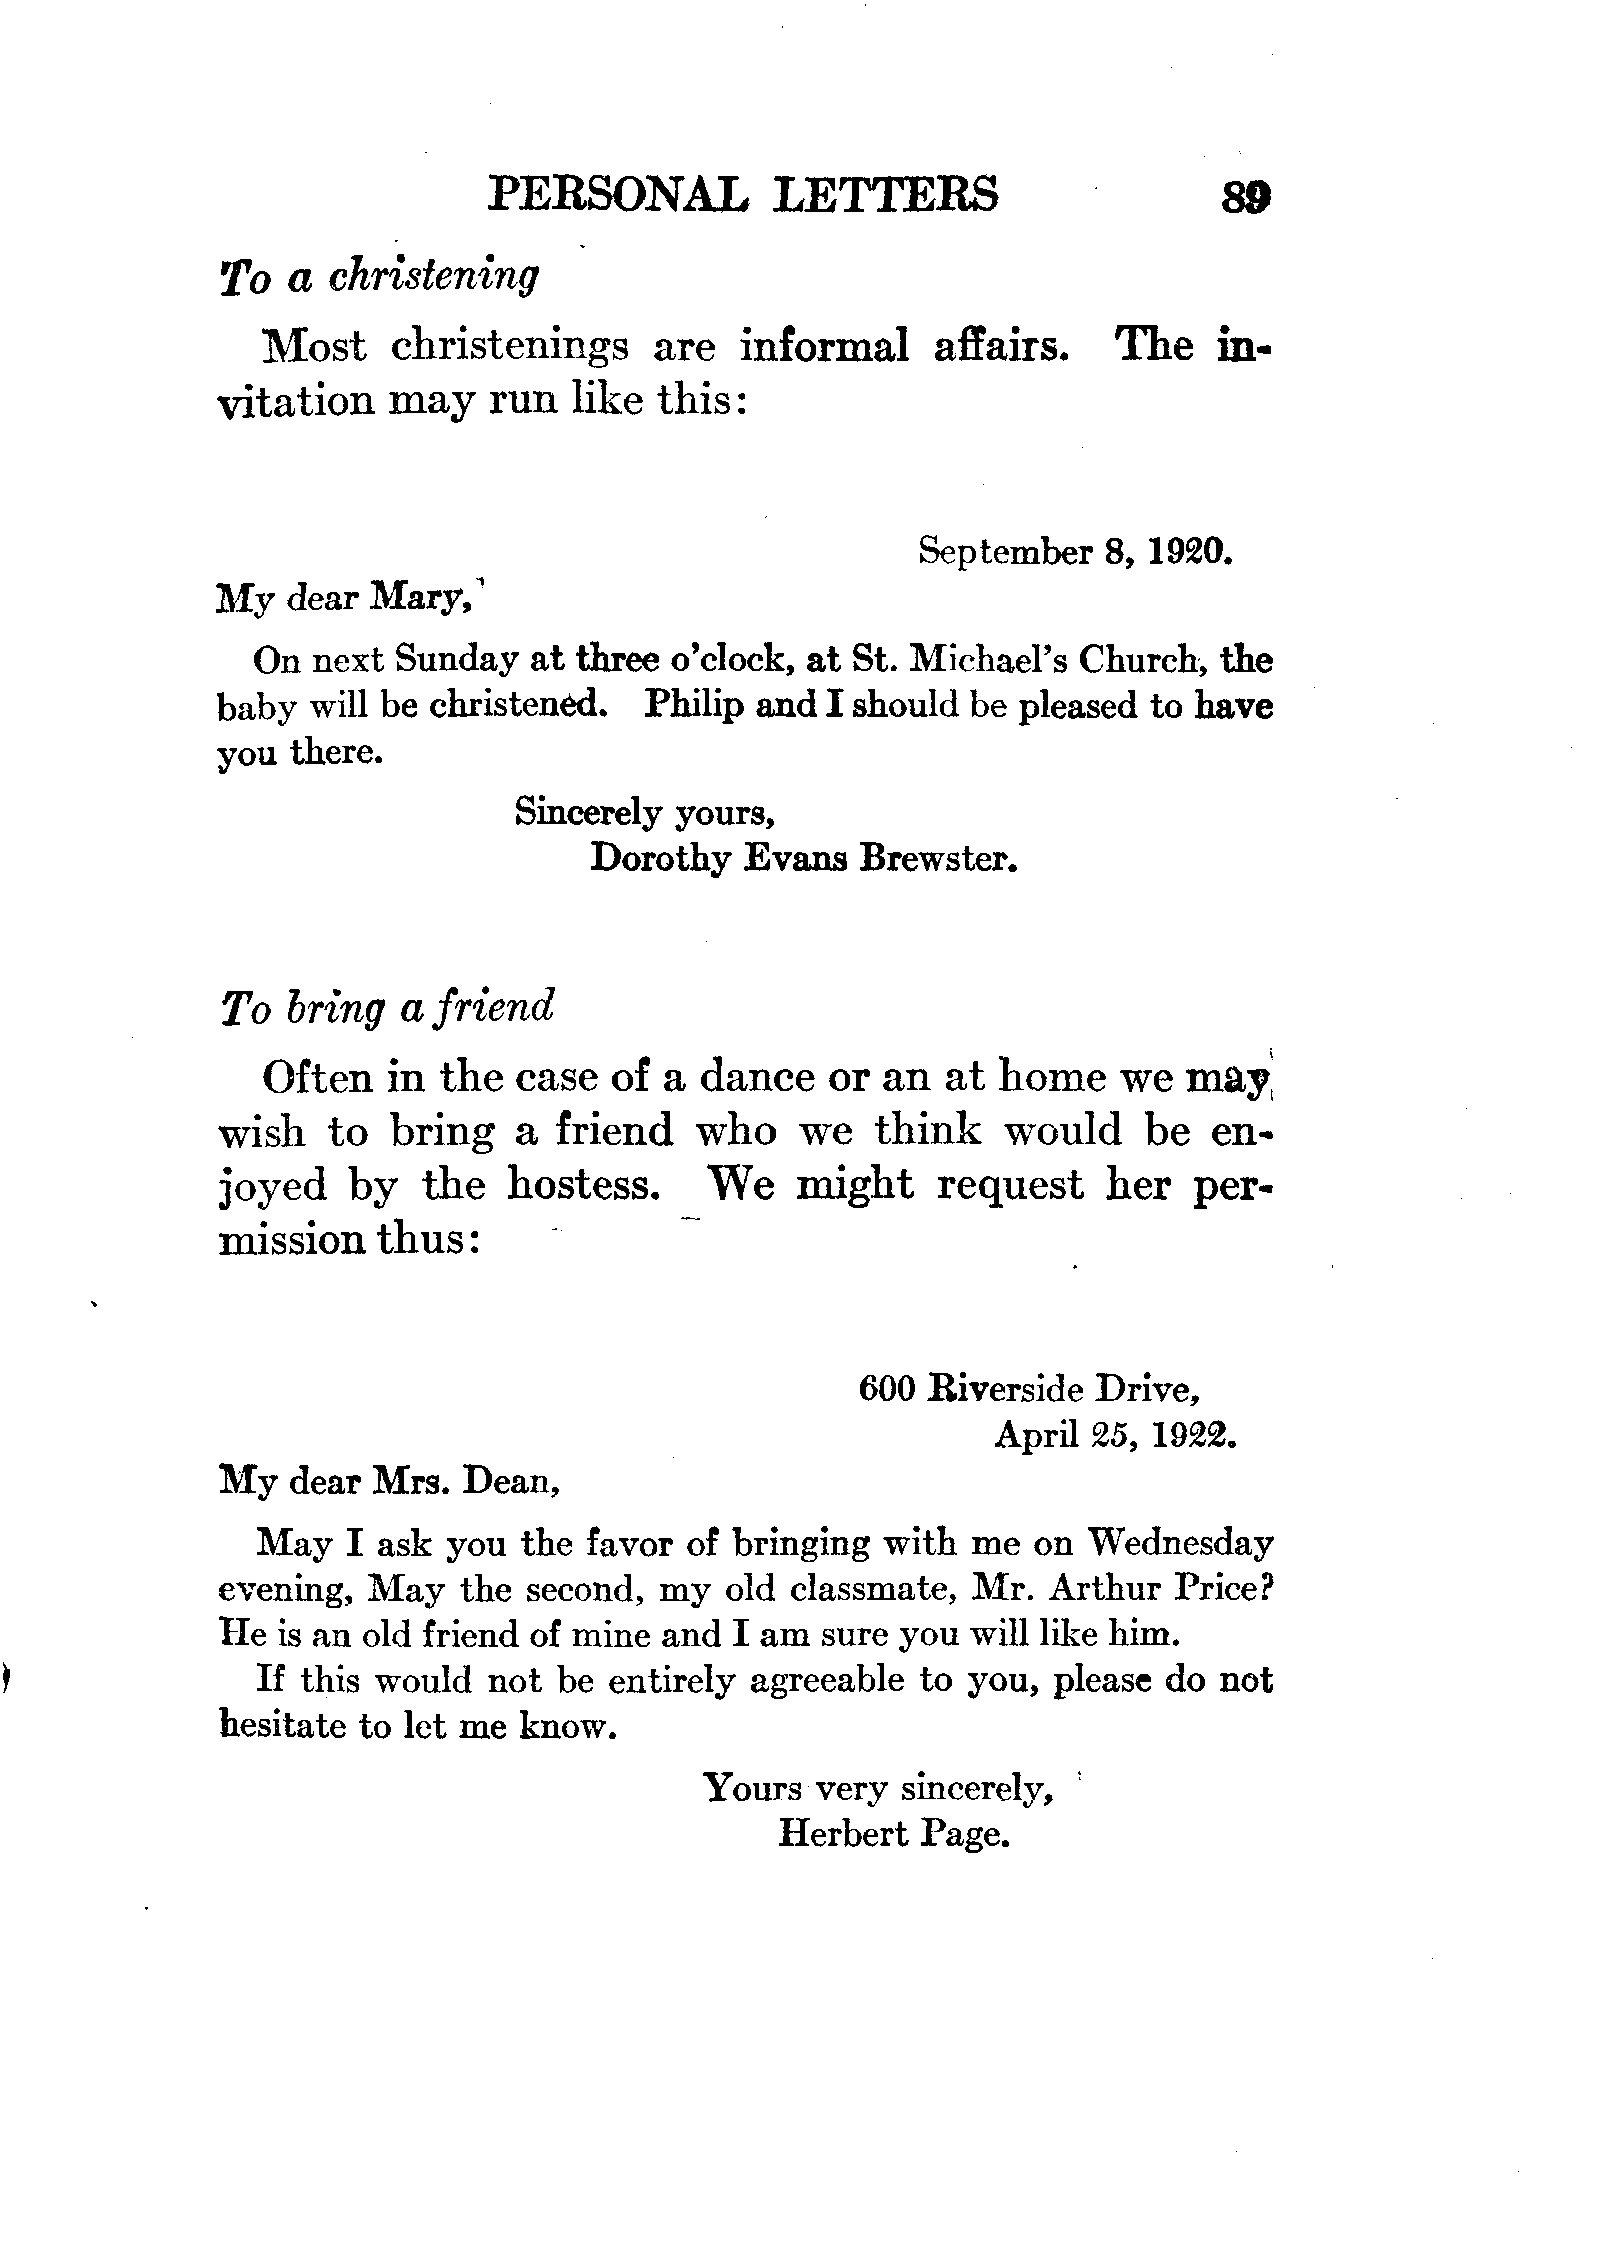 PERSONAL LETTERS 89
To a christening
Most christenings are informal affairs. The in-
vitation may run like this:
September 8, 1920.
My dear Mary,
On next Sunday at three o'clock, at St. Michael's Church, the
baby will be christened. Philip and I should be pleased to have
you there.
Sincerely yours,
Dorothy Evans Brewster.
To bring a friend
Often in the case of a dance or an at home we may
wish to bring a friend who we think would be en-
joyed by the hostess. We might request her per-
mission thus:
600 Riverside Drive,
April 25, 1922.
My dear Mrs. Dean,
May I ask you the favor of bringing with me on Wednesday
evening, May the second, my old classmate, Mr. Arthur Price?
He is an old friend of mine and I am sure you will like him.
If this would not be entirely agreeable to you, please do not
hesitate to let me know.
Yours very sincerely,
Herbert Page.